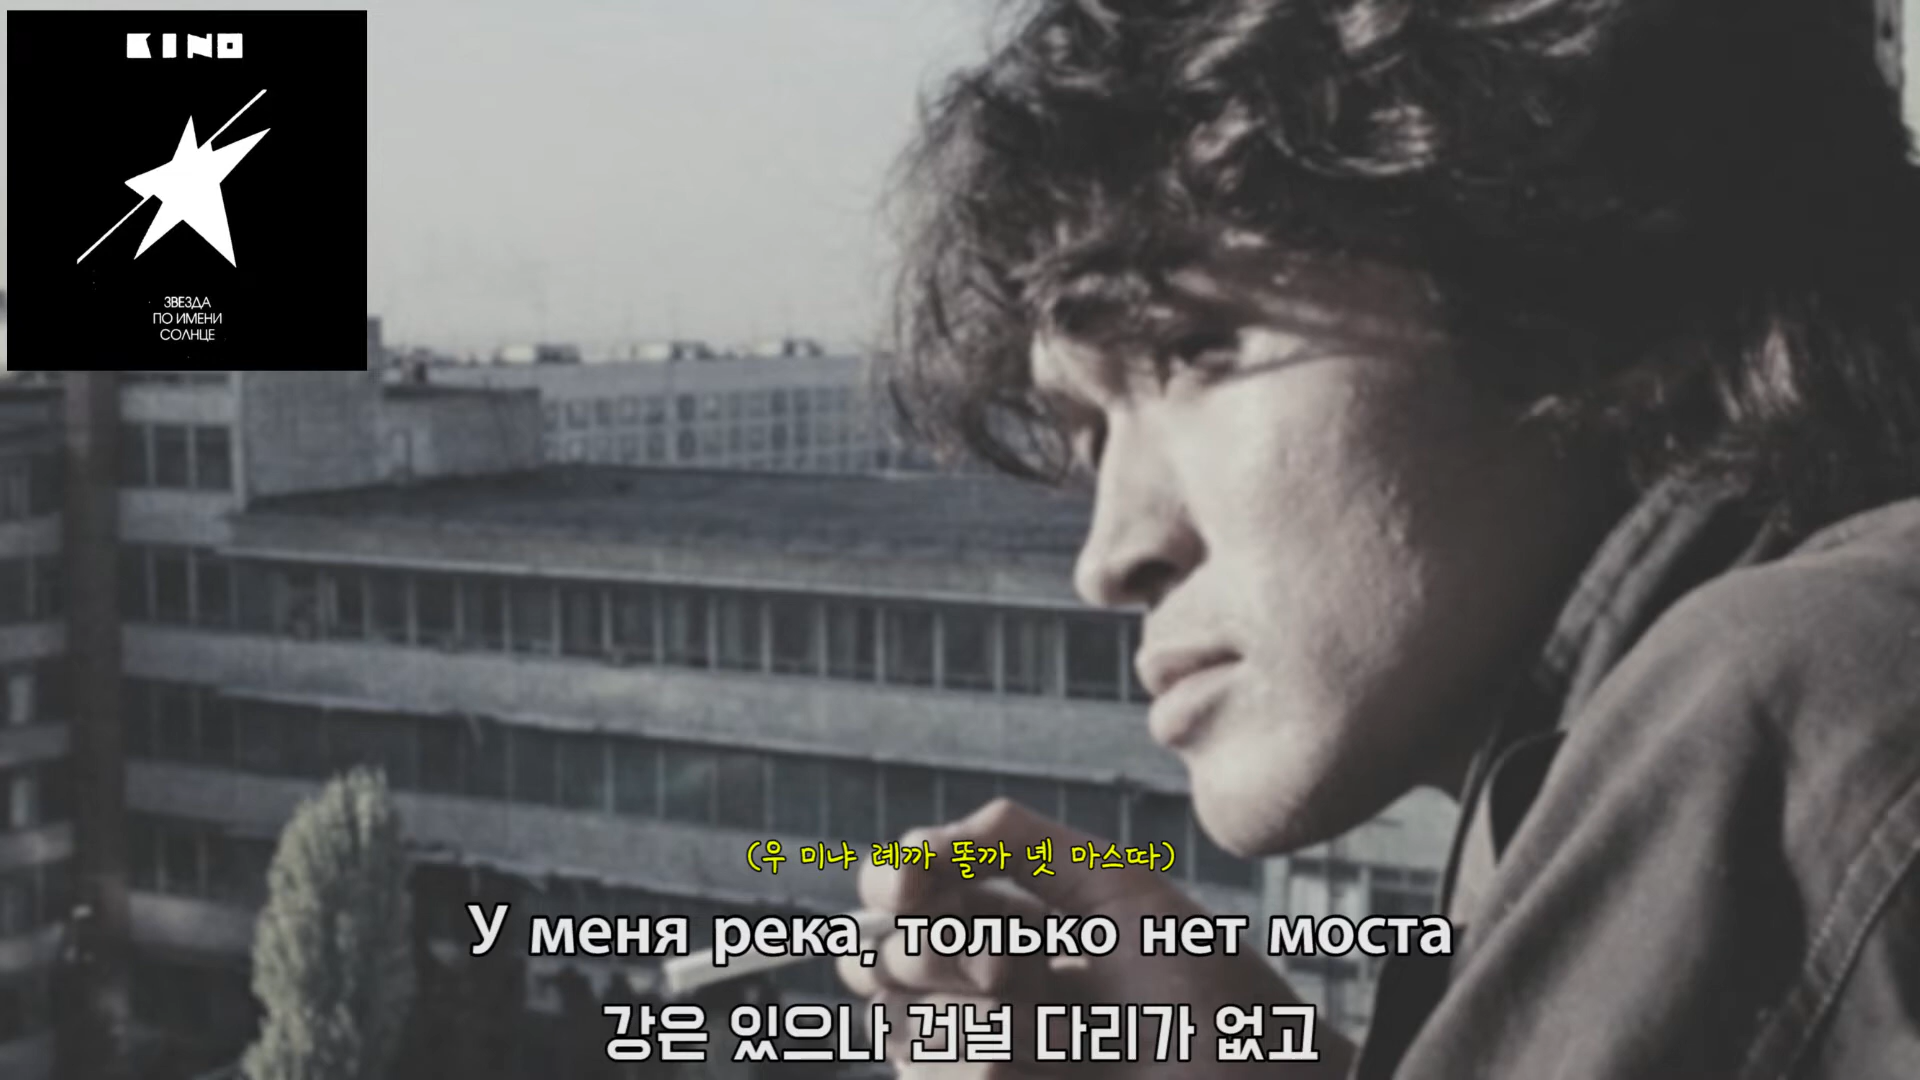 KINO
ЗВЕЗДА
ПО ИМЕНИ
СОЛНЦЕ
(우 미냐 례까 똘까 녯 마스따)
У меня река, только нет моста
강은 있으나 건널 다리가 없고